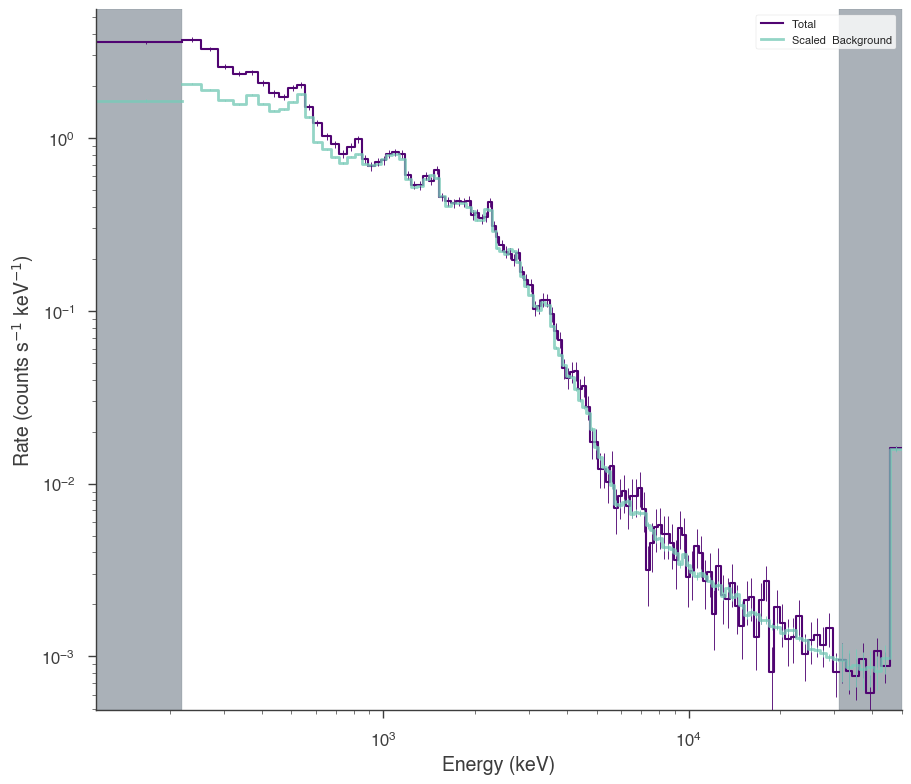 Total
Scaled  Background
10⁰
10⁻¹
10⁻²
10⁻³
Rate (counts s⁻¹ keV⁻¹)
10³
10⁴
Energy (keV)